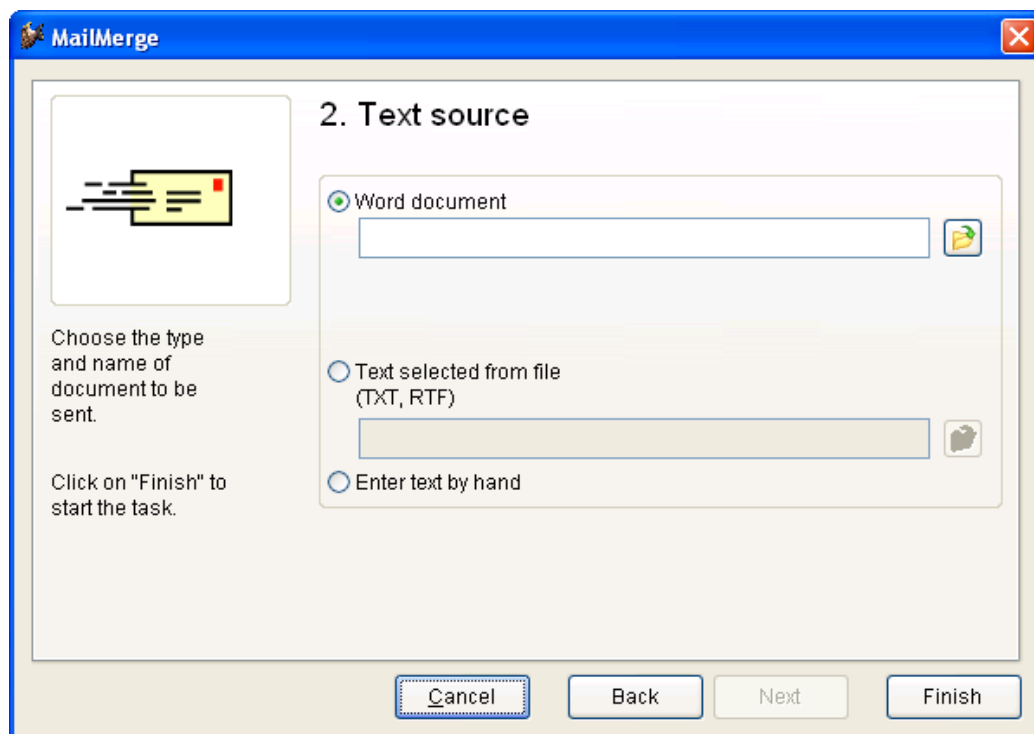 MailMerge
2. Text source
Word document
Choose the type
and name of
document to be
sent.
Text selected from file
(TXT, RTF)
Click on "Finish" to
start the task.
Enter text by hand
Cancel
Back
Next
Finish